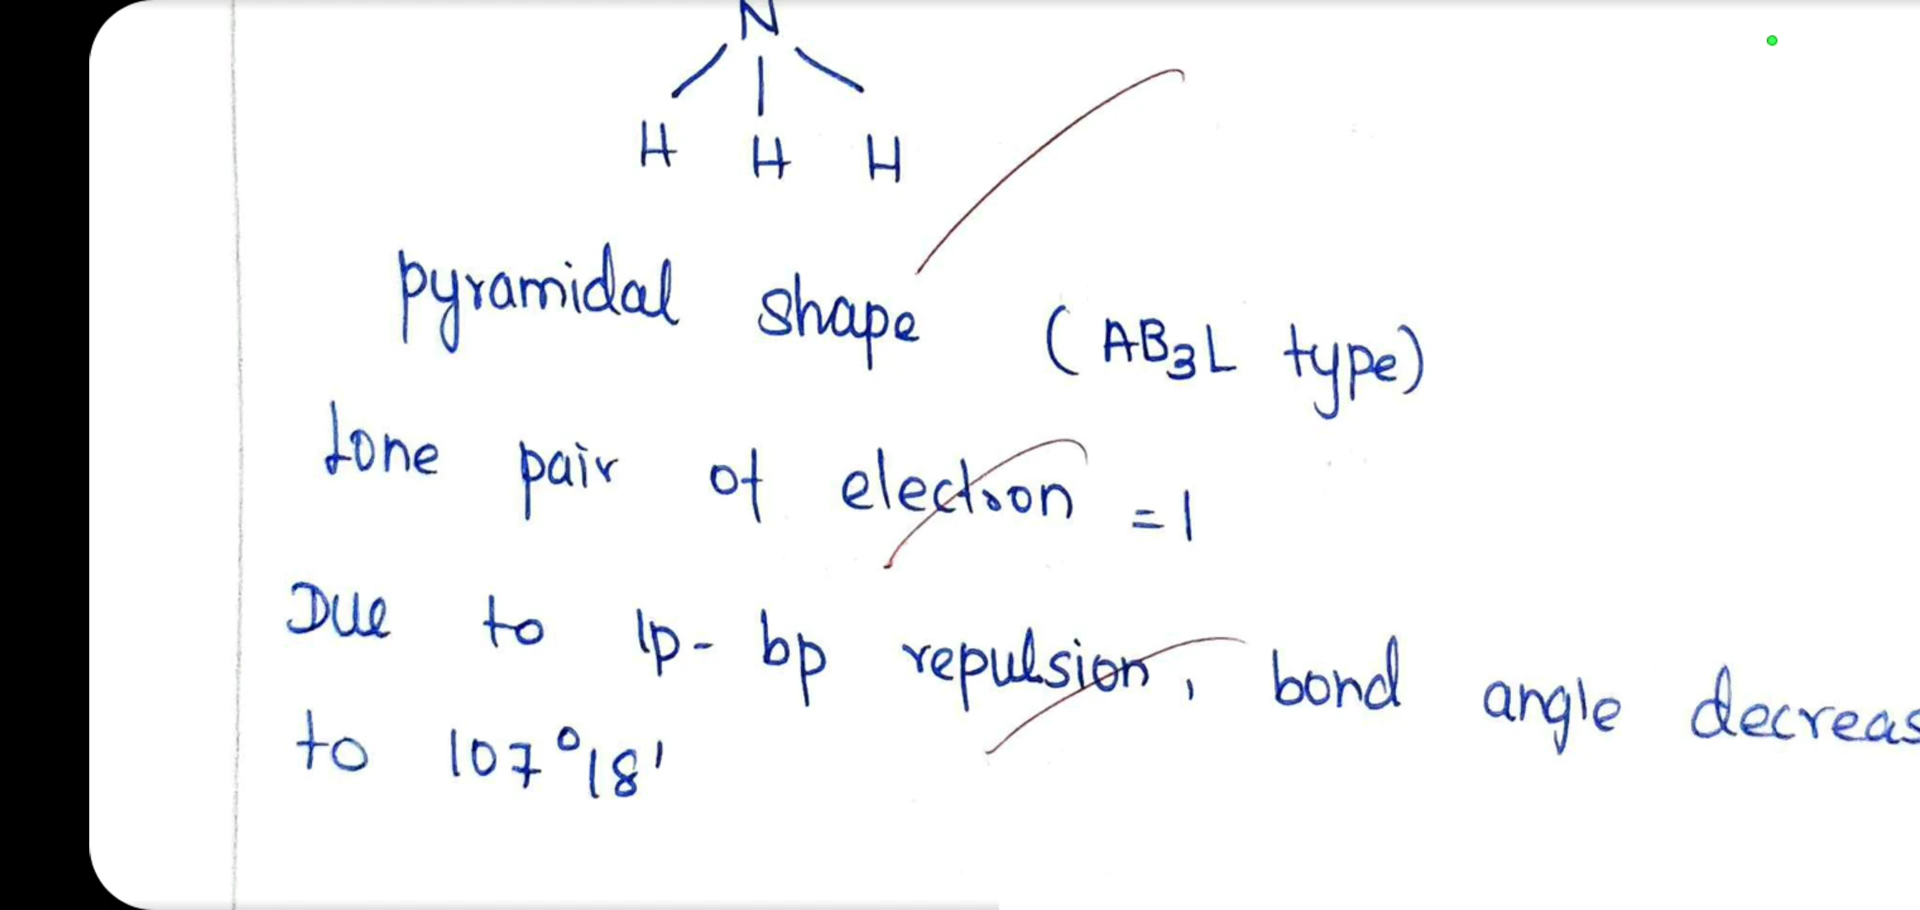 N
H H H
pyramidal shape (AB3L type)
Lone pair of electron = 1
Due to lp- bp repulsion, bond angle decreas
to 107°18'